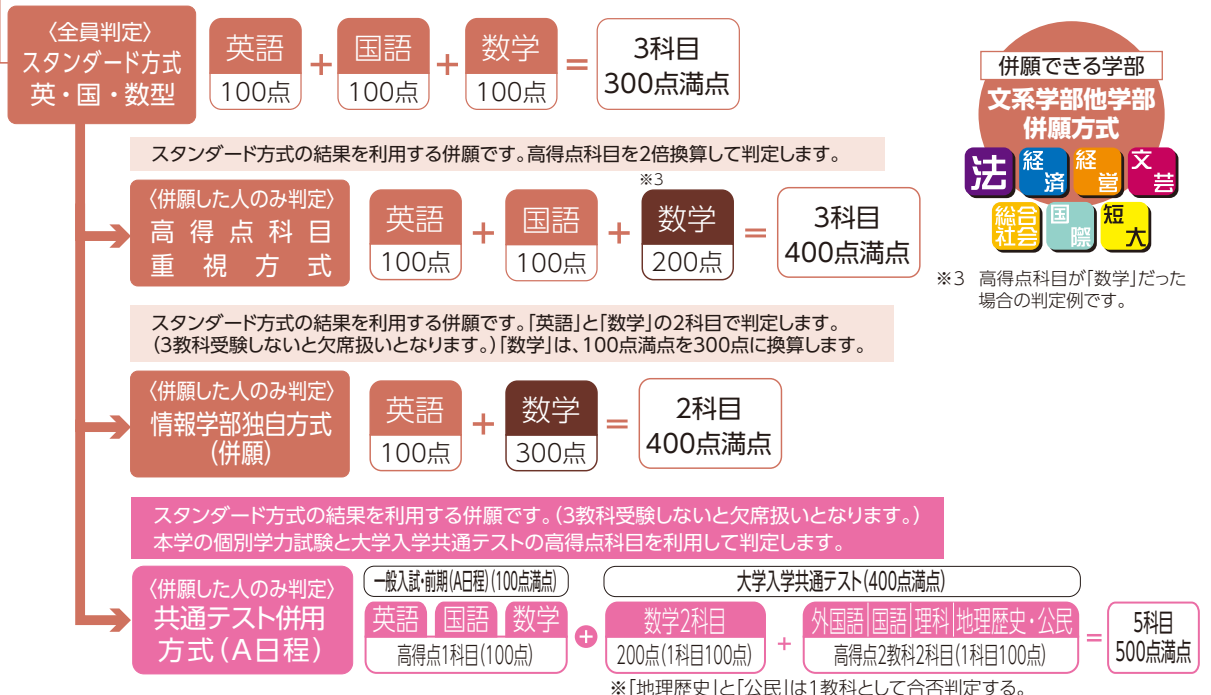 〈全員判定〉
スタンダード方式
英・国・数型
英語
100点
+
国語
100点
+
数学
100点
=
3科目
300点満点
併願できる学部
文系学部他学部
併願方式
法
経済
経営
文芸
総合社会
国際
短大
※3 高得点科目が「数学」だった
場合の判定例です。
スタンダード方式の結果を利用する併願です。高得点科目を2倍換算して判定します。
〈併願した人のみ判定〉
高得点科目
重視方式
英語
100点
+
国語
100点
+
※3
数学
200点
=
3科目
400点満点
スタンダード方式の結果を利用する併願です。「英語」と「数学」の2科目で判定します。
(3教科受験しないと欠席扱いとなります。)「数学」は、100点満点を300点に換算します。
〈併願した人のみ判定〉
情報学部独自方式
(併願)
英語
100点
+
数学
300点
=
2科目
400点満点
スタンダード方式の結果を利用する併願です。(3教科受験しないと欠席扱いとなります。)
本学の個別学力試験と大学入学共通テストの高得点科目を利用して判定します。
〈併願した人のみ判定〉
共通テスト併用
方式(A日程)
一般入試・前期(A日程)(100点満点)
英語 国語 数学
高得点1科目(100点)
+
大学入学共通テスト(400点満点)
数学2科目
200点(1科目100点)
+
外国語 国語 理科 地理歴史・公民
高得点2教科2科目(1科目100点)
=
5科目
500点満点
※「地理歴史」と「公民」は1教科として合否判定する。